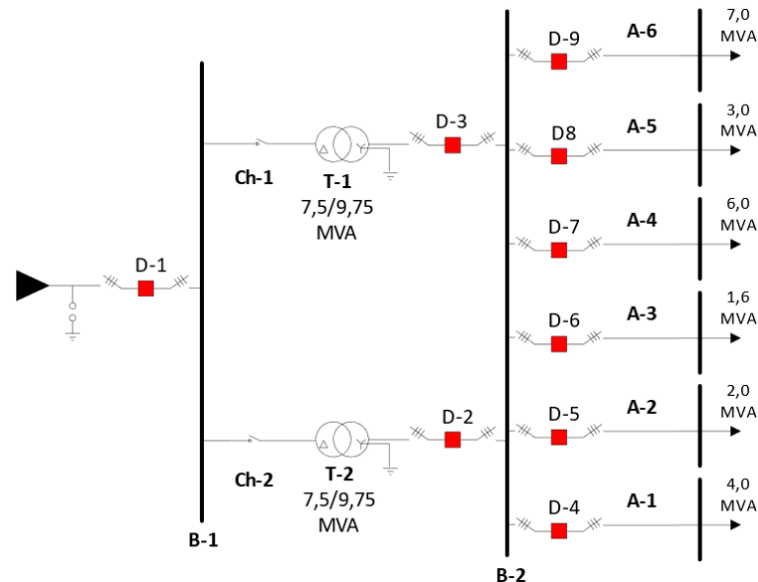 7,0
MVA
A-6
D-9
3,0
MVA
A-5
D8
D-3
Ch-1
T-1
7,5/9,75
MVA
6,0
MVA
A-4
D-7
D-1
1,6
MVA
A-3
D-6
2,0
MVA
A-2
D-5
D-2
Ch-2
T-2
7,5/9,75
MVA
4,0
MVA
A-1
D-4
B-1
B-2